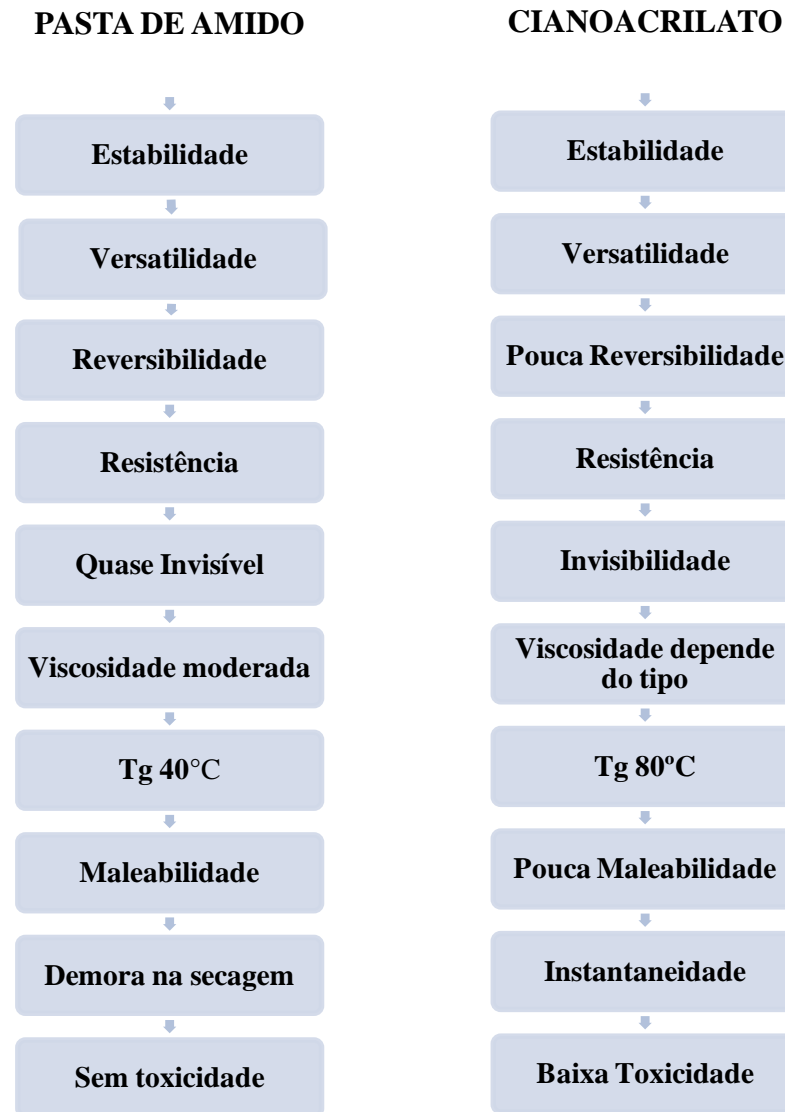 PASTA DE AMIDO
Estabilidade
Versatilidade
Reversibilidade
Resistência
Quase Invisível
Viscosidade moderada
Tg 40°C
Maleabilidade
Demora na secagem
Sem toxicidade
CIANOACRILATO
Estabilidade
Versatilidade
Pouca Reversibilidade
Resistência
Invisibilidade
Viscosidade depende
do tipo
Tg 80ºC
Pouca Maleabilidade
Instantaneidade
Baixa Toxicidade